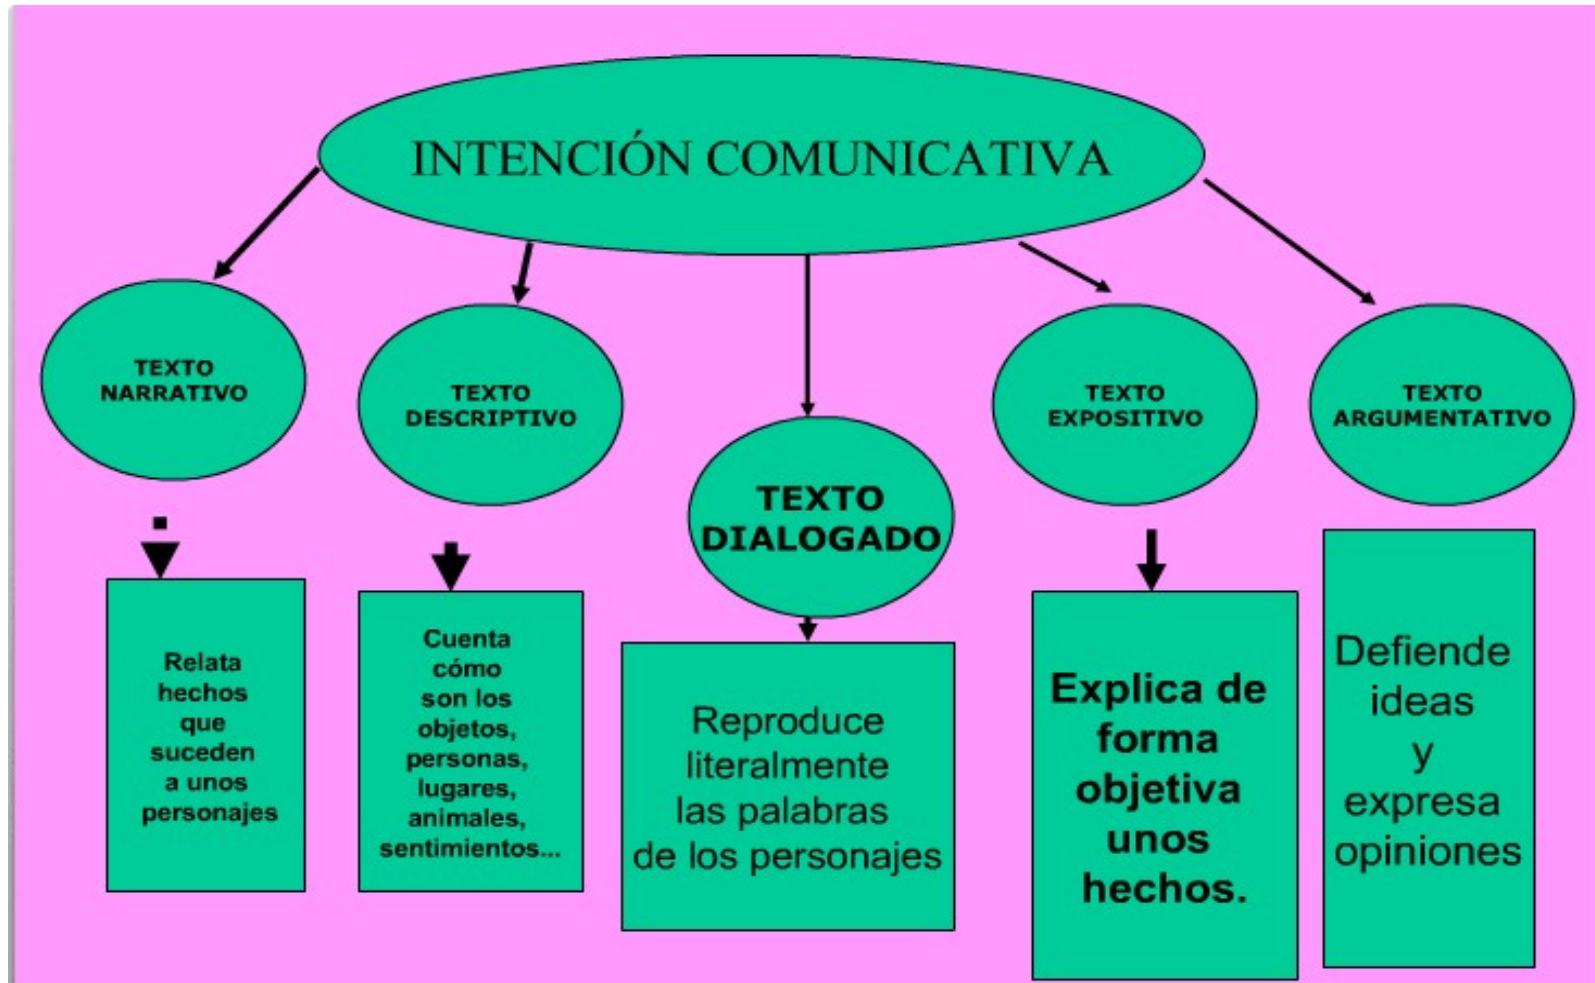 INTENCIÓN COMUNICATIVA
TEXTO
NARRATIVO
TEXTO
DESCRIPTIVO
TEXTO
DIALOGADO
TEXTO
EXPOSITIVO
TEXTO
ARGUMENTATIVO
Relata
hechos
que
suceden
a unos
personajes
Cuenta
cómo
son los
objetos,
personas,
lugares,
animales,
sentimientos...
Reproduce
literalmente
las palabras
de los personajes
Explica de
forma
objetiva
unos
hechos.
Defiende
ideas
y
expresa
opiniones